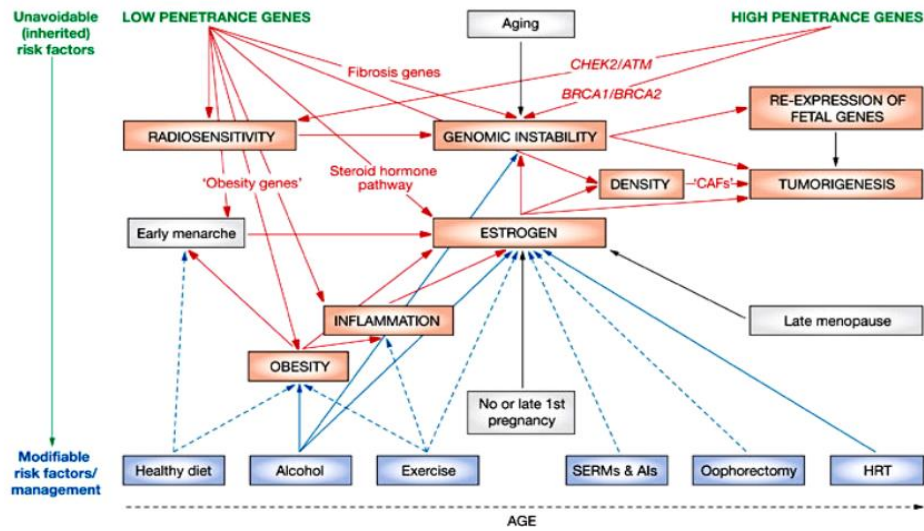 Unavoidable
(inherited)
risk factors
LOW PENETRANCE GENES
Aging
HIGH PENETRANCE GENES
Fibrosis genes
CHEK2/ATM
BRCA1/BRCA2
RADIOSENSITIVITY
GENOMIC INSTABILITY
RE-EXPRESSION OF
FETAL GENES
'Obesity genes'
Steroid hormone
pathway
DENSITY
'CAFs'
TUMORIGENESIS
Early menarche
ESTROGEN
INFLAMMATION
Late menopause
OBESITY
No or late 1st
pregnancy
Modifiable
risk factors/
management
Healthy diet
Alcohol
Exercise
SERMs & AIs
Oophorectomy
HRT
AGE